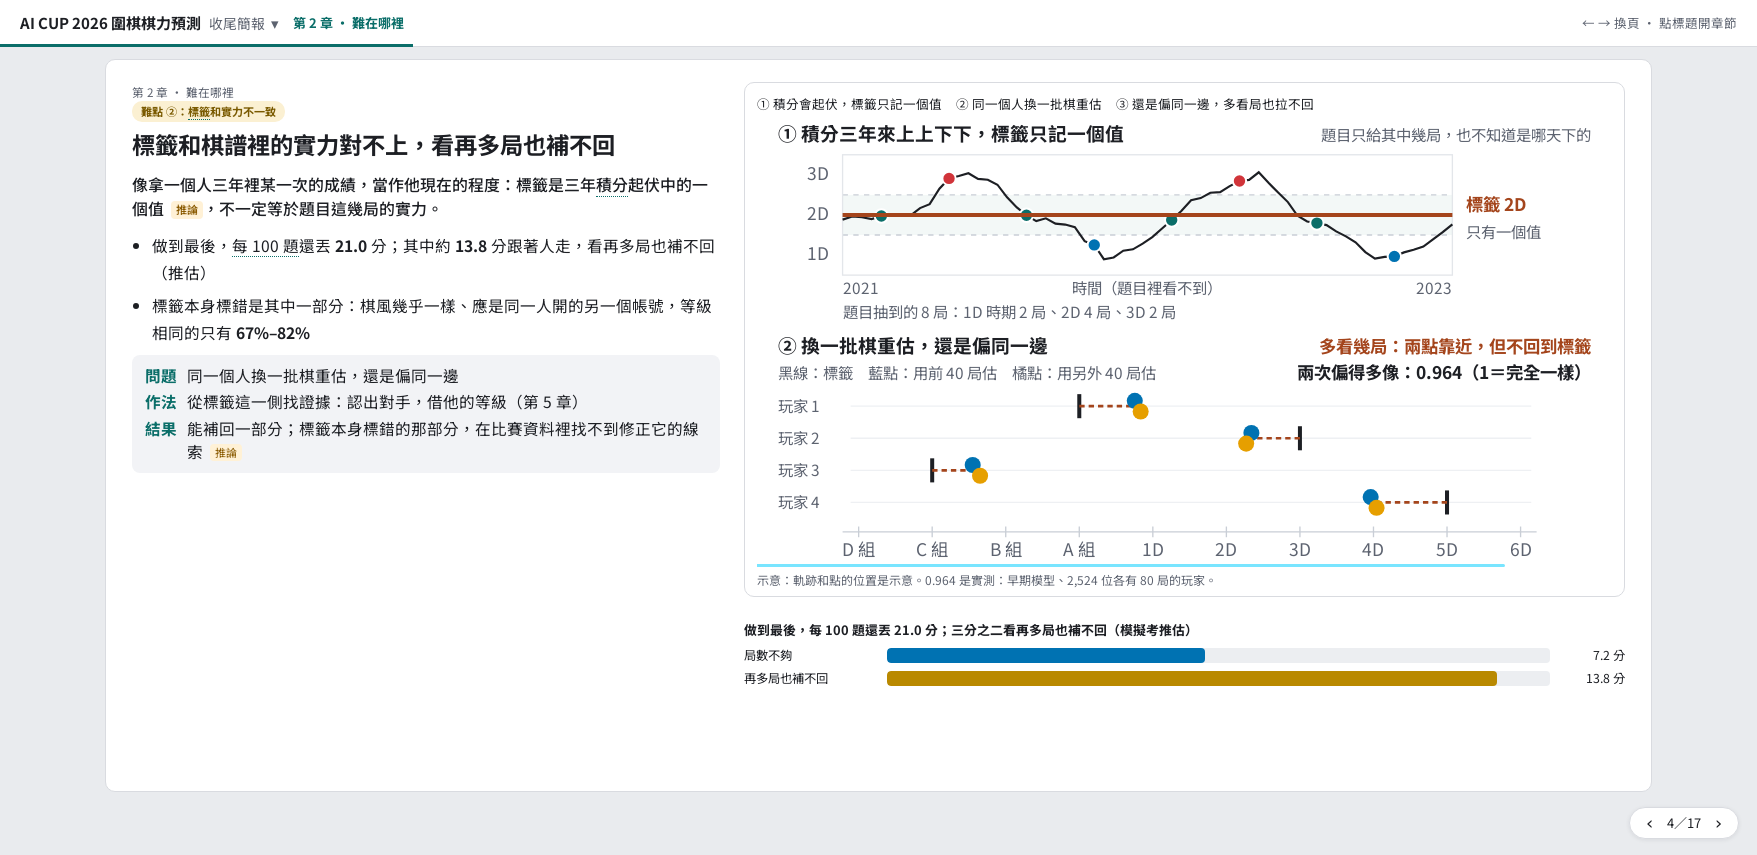 AI CUP 2026 圍棋棋力預測 收尾簡報 ▼ 第 2 章 · 難在哪裡
← → 換頁 · 點標題開章節
第 2 章 · 難在哪裡
難點 ②：標籤和實力不一致
標籤和棋譜裡的實力對不上，看再多局也補不回
像拿一個人三年裡某一次的成績，當作他現在的程度：標籤是三年積分起伏中的一
個值 推論，不一定等於題目這幾局的實力。
• 做到最後，每 100 題還丟 21.0 分；其中約 13.8 分跟著人走，看再多局也補不回
（推估）
• 標籤本身標錯是其中一部分：棋風幾乎一樣、應是同一人開的另一個帳號，等級
相同的只有 67%–82%
問題 同一個人換一批棋重估，還是偏同一邊
作法 從標籤這一側找證據：認出對手，借他的等級（第 5 章）
結果 能補回一部分；標籤本身標錯的那部分，在比賽資料裡找不到修正它的線
索 推論
① 積分會起伏，標籤只記一個值 ② 同一個人換一批棋重估 ③ 還是偏同一邊，多看局也拉不回
① 積分三年來上上下下，標籤只記一個值
題目只給其中幾局，也不知道是哪天下的
3D
2D
1D
標籤 2D
只有一個值
2021 時間（題目裡看不到） 2023
題目抽到的 8 局：1D 時期 2 局、2D 4 局、3D 2 局
② 換一批棋重估，還是偏同一邊
多看幾局：兩點靠近，但不回到標籤
黑線：標籤 藍點：用前 40 局估 橘點：用另外 40 局估
兩次偏得多像：0.964（1＝完全一樣）
玩家 1
玩家 2
玩家 3
玩家 4
D 組 C 組 B 組 A 組 1D 2D 3D 4D 5D 6D
示意：軌跡和點的位置是示意。0.964 是實測：早期模型、2,524 位各有 80 局的玩家。
做到最後，每 100 題還丟 21.0 分；三分之二看再多局也補不回（模擬考推估）
局數不夠 7.2 分
再多局也補不回 13.8 分
‹ 4／17 ›